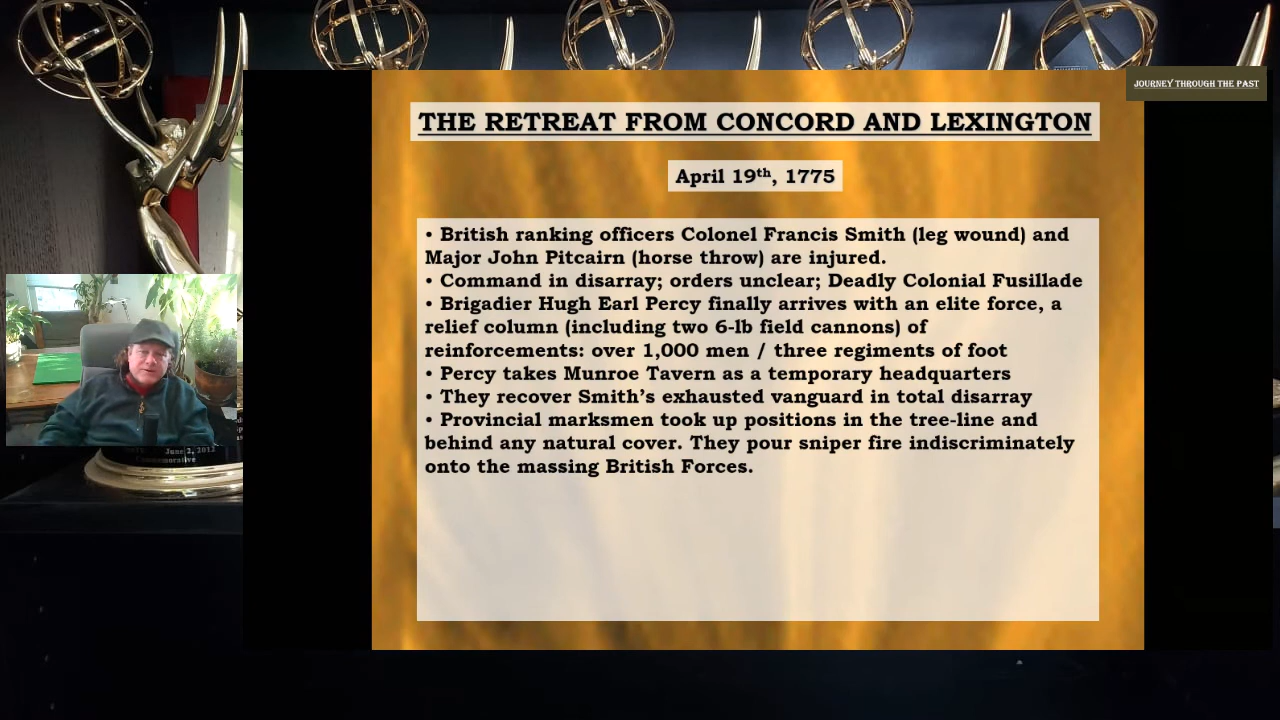 JOURNEY THROUGH THE PAST
THE RETREAT FROM CONCORD AND LEXINGTON
April 19th, 1775
• British ranking officers Colonel Francis Smith (leg wound) and
Major John Pitcairn (horse throw) are injured.
• Command in disarray; orders unclear; Deadly Colonial Fusillade
• Brigadier Hugh Earl Percy finally arrives with an elite force, a
relief column (including two 6-lb field cannons) of
reinforcements: over 1,000 men / three regiments of foot
• Percy takes Munroe Tavern as a temporary headquarters
• They recover Smith’s exhausted vanguard in total disarray
• Provincial marksmen took up positions in the tree-line and
behind any natural cover. They pour sniper fire indiscriminately
onto the massing British Forces.
June 2, 2012
Commemorative